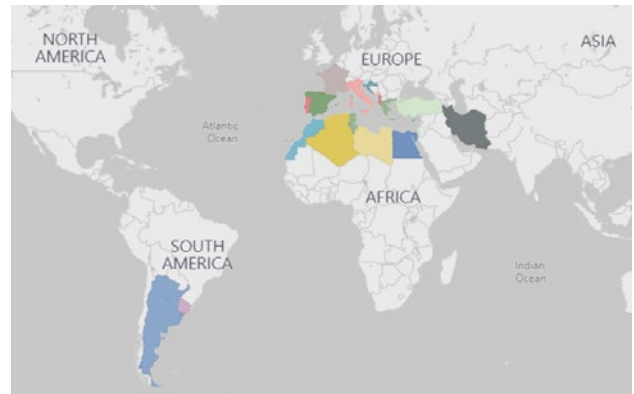 NORTH
AMERICA
ASIA
EUROPE
Atlantic
Ocean
AFRICA
SOUTH
AMERICA
Indian
Ocean